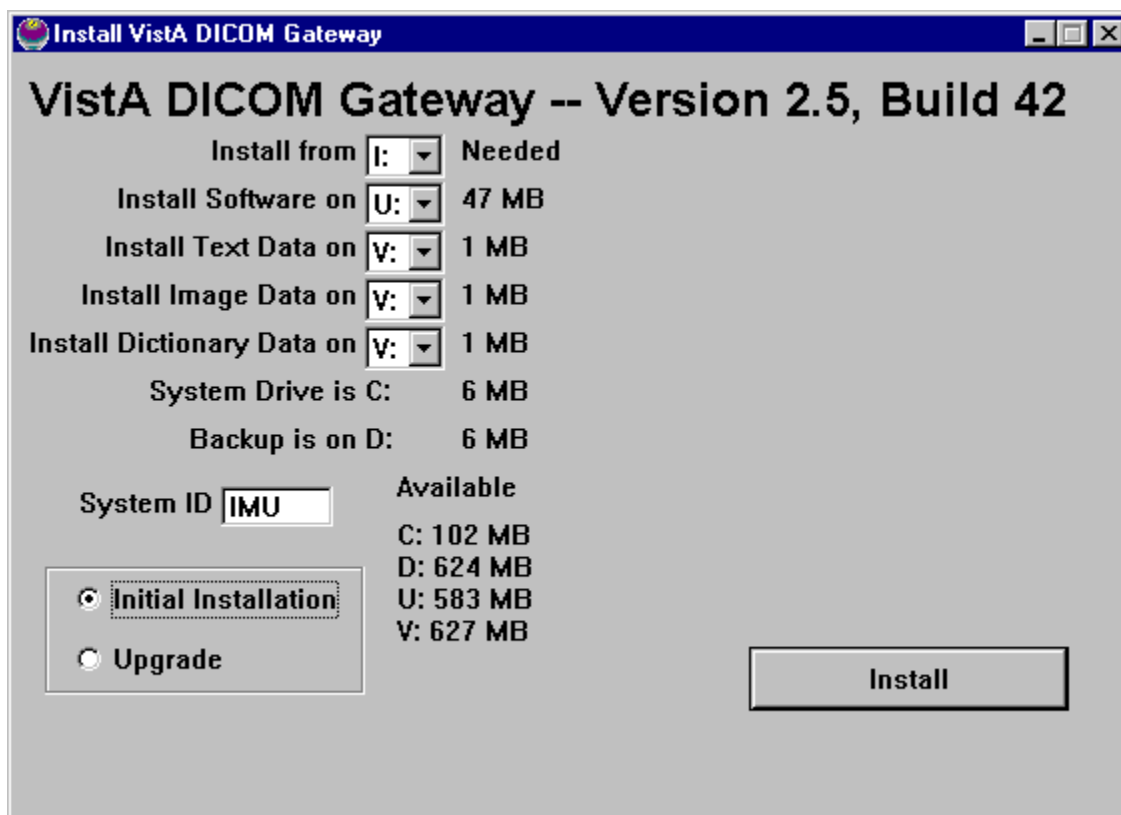 Install VistA DICOM Gateway
VistA DICOM Gateway -- Version 2.5, Build 42
Install from I: Needed
Install Software on U: 47 MB
Install Text Data on V: 1 MB
Install Image Data on V: 1 MB
Install Dictionary Data on V: 1 MB
System Drive is C: 6 MB
Backup is on D: 6 MB
System ID IMU
Available
C: 102 MB
D: 624 MB
U: 583 MB
V: 627 MB
Initial Installation
Upgrade
Install